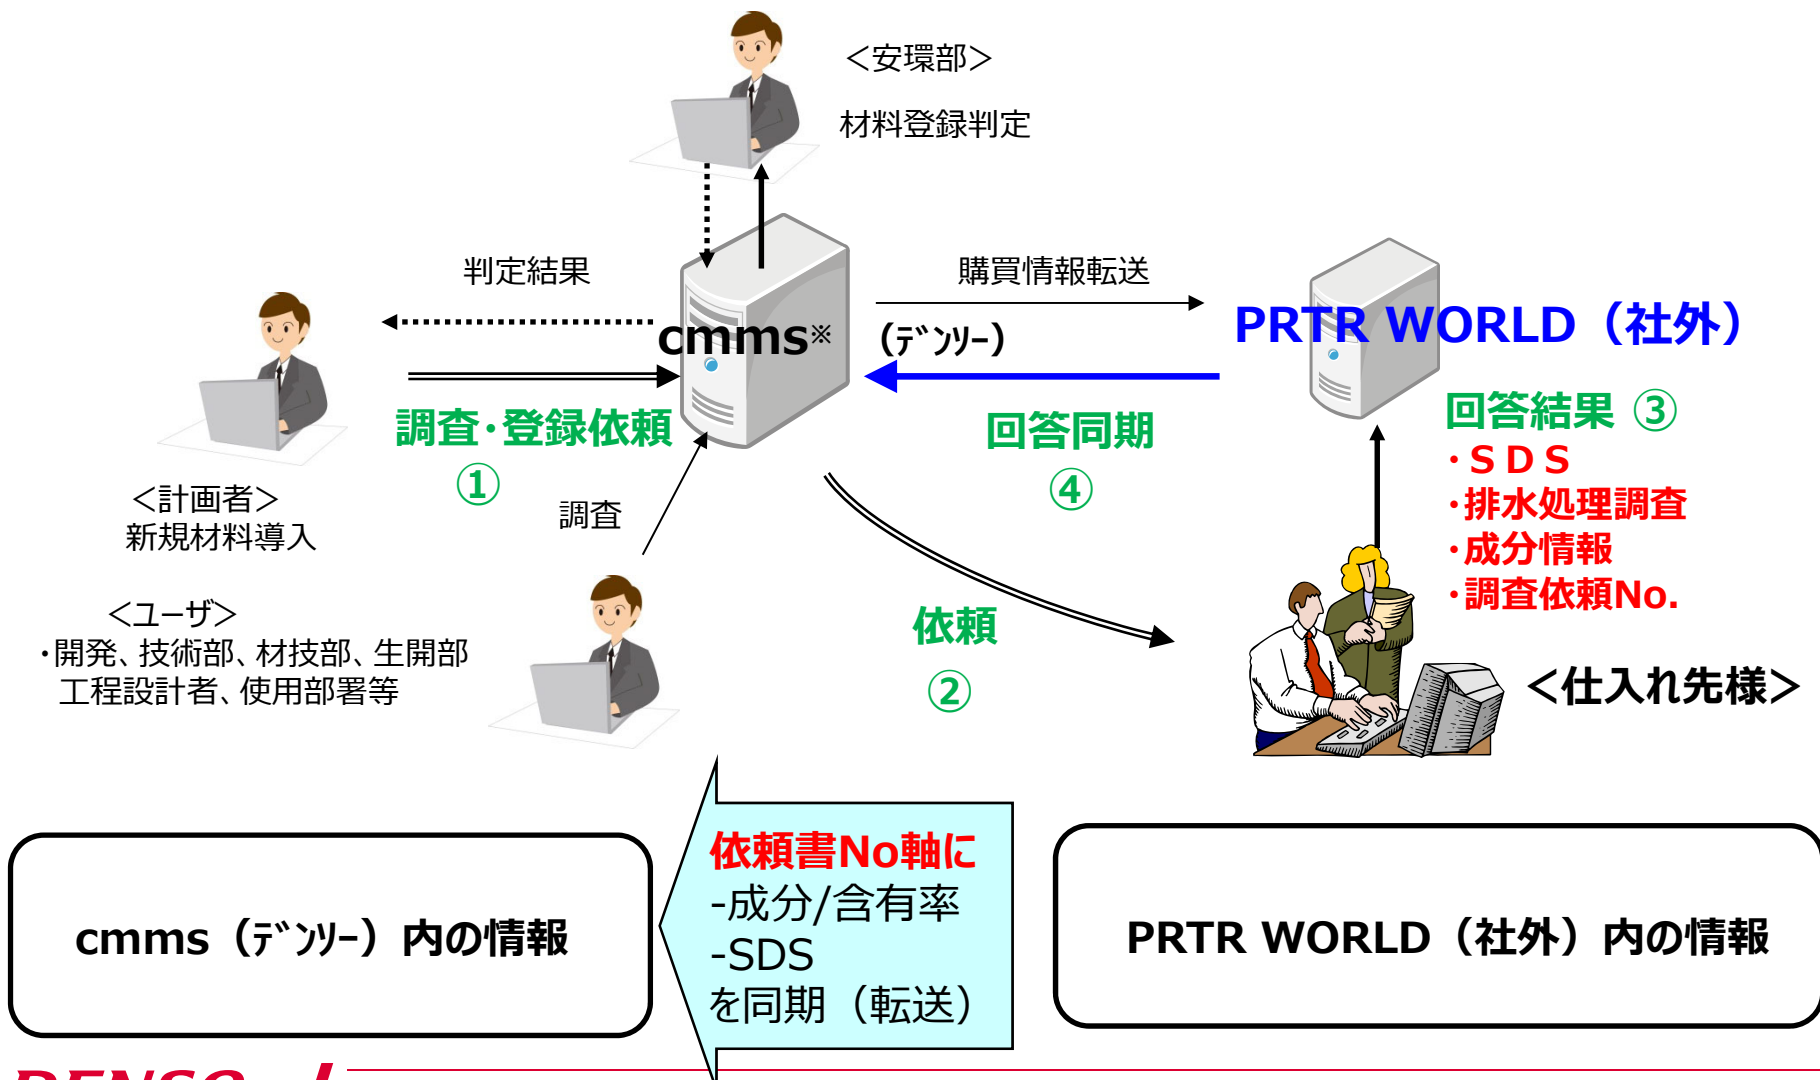 ＜安環部＞
材料登録判定
判定結果
購買情報転送
cmms※
（ﾃﾞﾝｿｰ）
PRTR WORLD（社外）
調査・登録依頼
①
回答同期
④
回答結果 ③
・ＳＤＳ
・排水処理調査
・成分情報
・調査依頼No.
＜計画者＞
新規材料導入
調査
＜ユーザ＞
・開発、技術部、材技部、生開部
工程設計者、使用部署等
依頼
②
＜仕入れ先様＞
依頼書No軸に
-成分/含有率
-SDS
を同期（転送）
cmms（ﾃﾞﾝｿｰ）内の情報
PRTR WORLD（社外）内の情報
DENSO